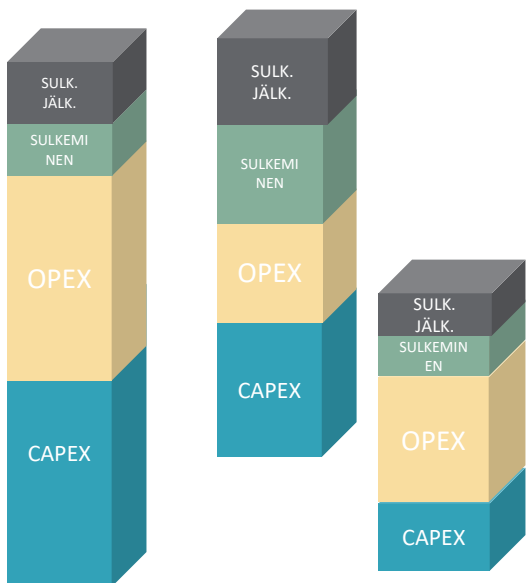 SULK.
JÄLK.
SULKEMI
NEN
OPEX
CAPEX
SULK.
JÄLK.
SULKEMI
NEN
OPEX
CAPEX
SULK.
JÄLK.
SULKEMIN
EN
OPEX
CAPEX